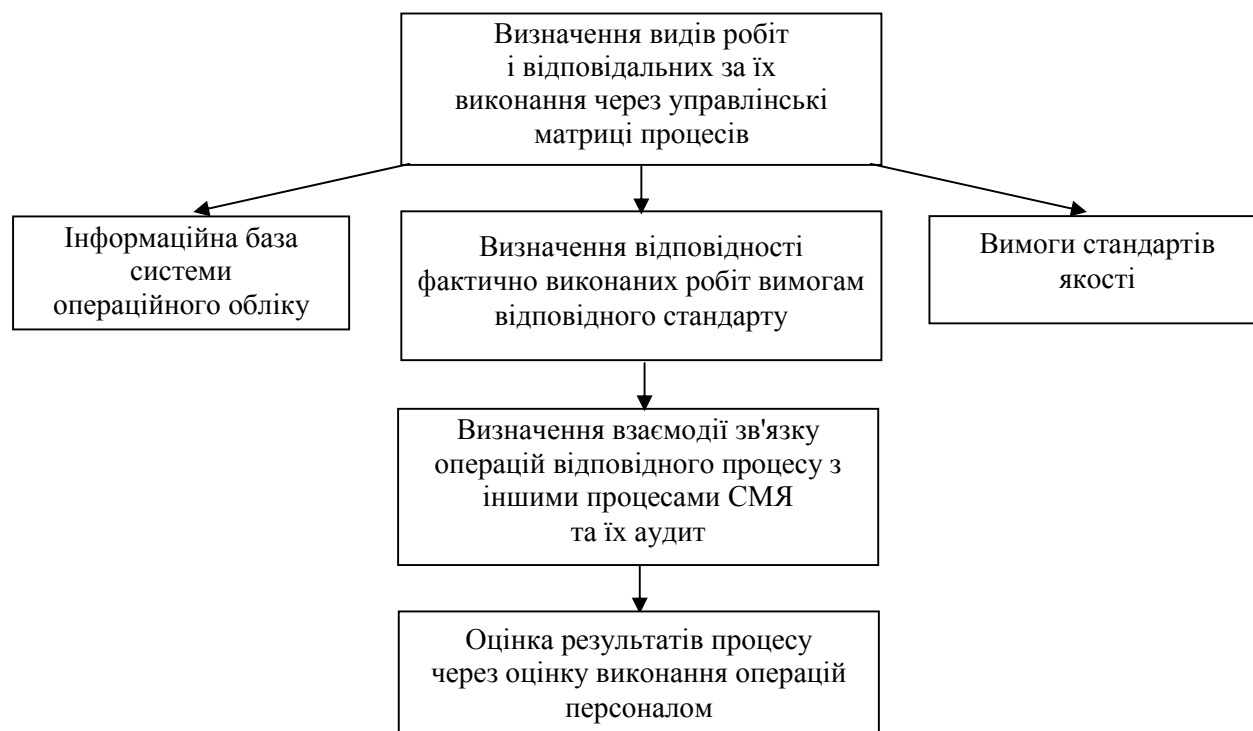 Визначення видів робіт
і відповідальних за їх
виконання через управлінські
матриці процесів
Інформаційна база
системи
операційного обліку
Визначення відповідності
фактично виконаних робіт вимогам
відповідного стандарту
Вимоги стандартів
якості
Визначення взаємодії зв'язку
операцій відповідного процесу з
іншими процесами СМЯ
та їх аудит
Оцінка результатів процесу
через оцінку виконання операцій
персоналом